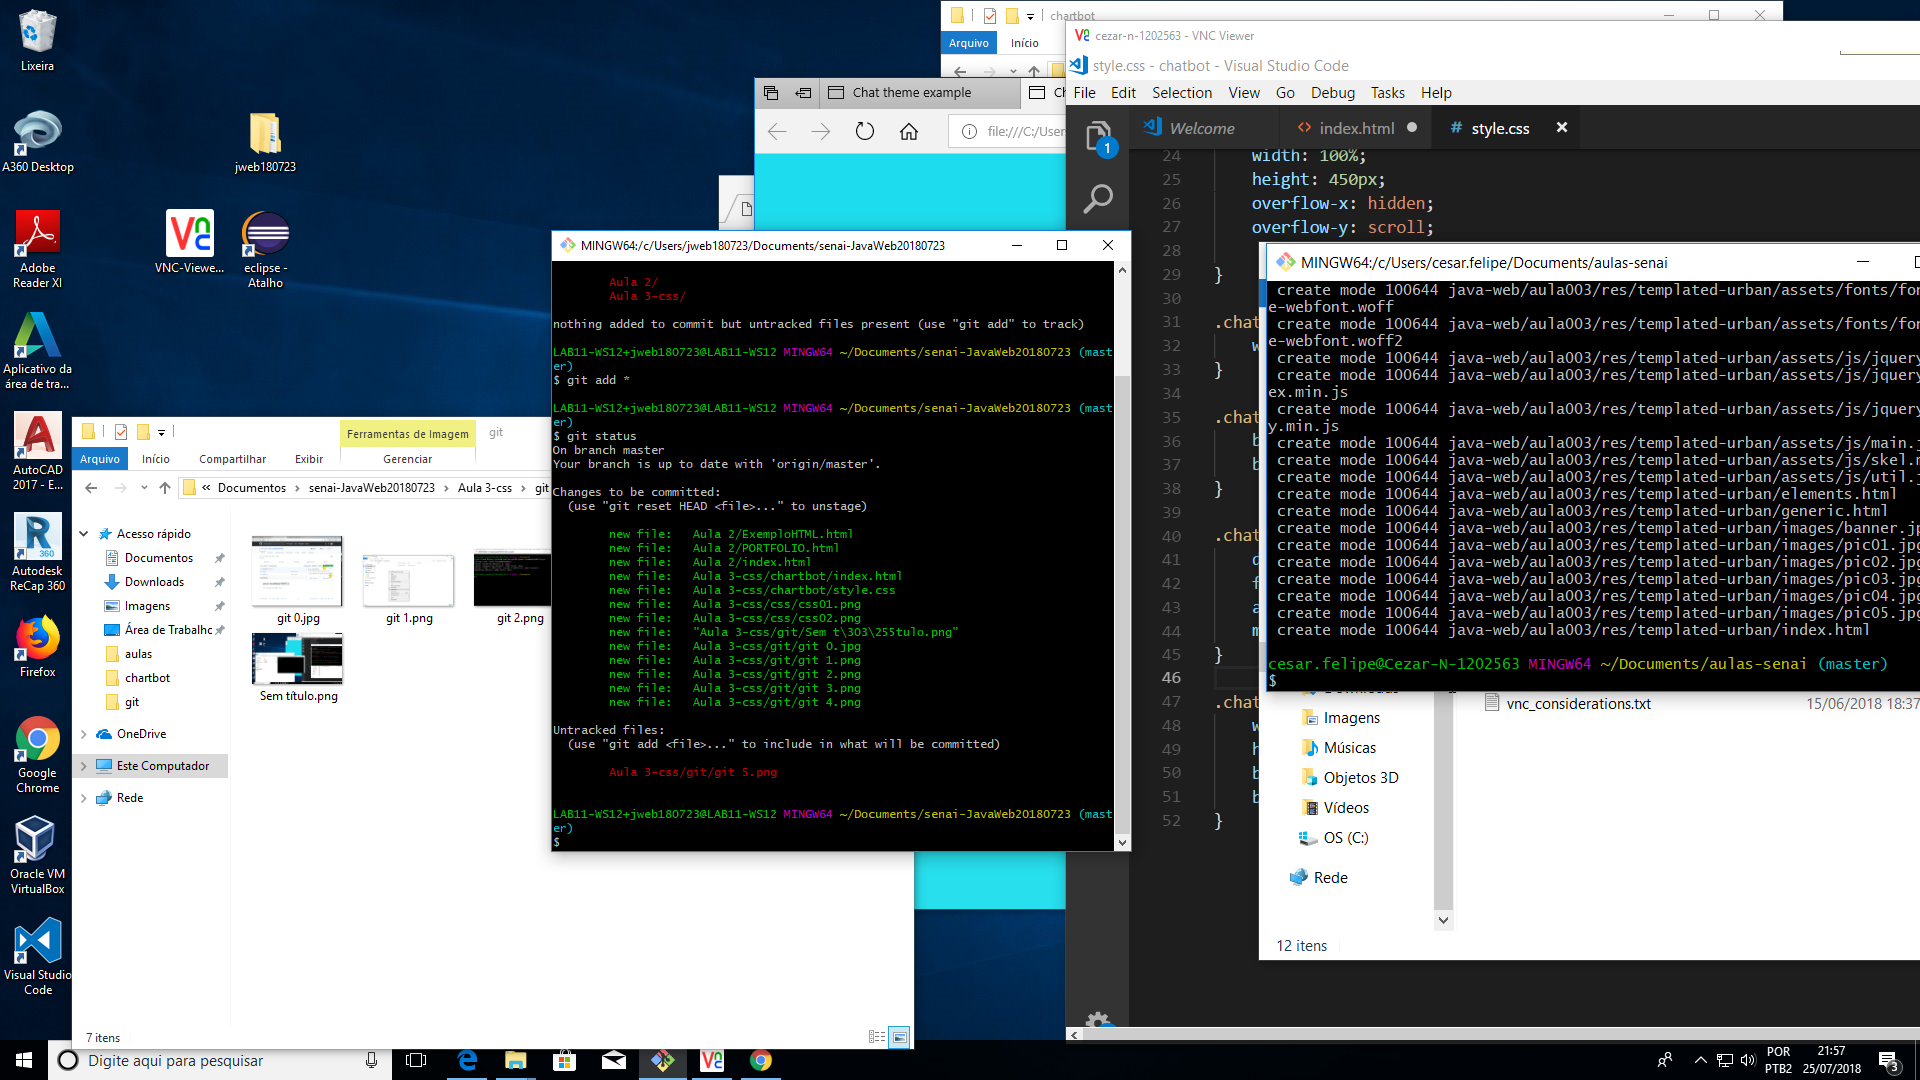 Lixeira
A360 Desktop
Adobe
Reader XI
Aplicativo da
área de tra...
AutoCAD
2017 - E...
Autodesk
ReCap 360
Firefox
Google
Chrome
Oracle VM
VirtualBox
Visual Studio
Code
jweb180723
VNC-Viewe...
eclipse -
Atalho
Ferramentas de Imagem
git
Arquivo
Início
Compartilhar
Exibir
Gerenciar
« Documentos › senai-JavaWeb20180723 › Aula 3-css › git
Acesso rápido
Documentos
Downloads
Imagens
Área de Trabalho
aulas
chartbot
git
OneDrive
Este Computador
Rede
git 0.jpg
git 1.png
git 2.png
Sem título.png
7 itens
MINGW64:/c/Users/jweb180723/Documents/senai-JavaWeb20180723
Aula 2/
Aula 3-css/
nothing added to commit but untracked files present (use "git add" to track)
LAB11-WS12+jweb180723@LAB11-WS12 MINGW64 ~/Documents/senai-JavaWeb20180723 (mast
er)
$ git add *
LAB11-WS12+jweb180723@LAB11-WS12 MINGW64 ~/Documents/senai-JavaWeb20180723 (mast
er)
$ git status
On branch master
Your branch is up to date with 'origin/master'.
Changes to be committed:
(use "git reset HEAD <file>..." to unstage)
new file: Aula 2/ExemploHTML.html
new file: Aula 2/PORTFOLIO.html
new file: Aula 2/index.html
new file: Aula 3-css/chartbot/index.html
new file: Aula 3-css/chartbot/style.css
new file: Aula 3-css/css/css01.png
new file: Aula 3-css/css/css02.png
new file: "Aula 3-css/git/Sem t\303\255tulo.png"
new file: Aula 3-css/git/git 0.jpg
new file: Aula 3-css/git/git 1.png
new file: Aula 3-css/git/git 2.png
new file: Aula 3-css/git/git 3.png
new file: Aula 3-css/git/git 4.png
Untracked files:
(use "git add <file>..." to include in what will be committed)
Aula 3-css/git/git 5.png
LAB11-WS12+jweb180723@LAB11-WS12 MINGW64 ~/Documents/senai-JavaWeb20180723 (mast
er)
$
chartbot
Arquivo
Início
Chat theme example
Ch
file:///C:/Users
cezar-n-1202563 - VNC Viewer
style.css - chatbot - Visual Studio Code
File Edit Selection View Go Debug Tasks Help
1
Welcome
<> index.html
# style.css
24 width: 100%;
25 height: 450px;
26 overflow-x: hidden;
27 overflow-y: scroll;
28
29 }
30
31 .chat
32 w
33 }
34
35 .chat
36 b
37 b
38 }
39
40 .chat
41 d
42 f
43 a
44 m
45 }
46
47 .chat
48 w
49 h
50 b
51 b
52 }
MINGW64:/c/Users/cesar.felipe/Documents/aulas-senai
create mode 100644 java-web/aula003/res/templated-urban/assets/fonts/fon
e-webfont.woff
create mode 100644 java-web/aula003/res/templated-urban/assets/fonts/fon
e-webfont.woff2
create mode 100644 java-web/aula003/res/templated-urban/assets/js/jquery
create mode 100644 java-web/aula003/res/templated-urban/assets/js/jquery
ex.min.js
create mode 100644 java-web/aula003/res/templated-urban/assets/js/jquery
y.min.js
create mode 100644 java-web/aula003/res/templated-urban/assets/js/main.j
create mode 100644 java-web/aula003/res/templated-urban/assets/js/skel.m
create mode 100644 java-web/aula003/res/templated-urban/assets/js/util.j
create mode 100644 java-web/aula003/res/templated-urban/elements.html
create mode 100644 java-web/aula003/res/templated-urban/generic.html
create mode 100644 java-web/aula003/res/templated-urban/images/banner.jp
create mode 100644 java-web/aula003/res/templated-urban/images/pic01.jpg
create mode 100644 java-web/aula003/res/templated-urban/images/pic02.jpg
create mode 100644 java-web/aula003/res/templated-urban/images/pic03.jpg
create mode 100644 java-web/aula003/res/templated-urban/images/pic04.jpg
create mode 100644 java-web/aula003/res/templated-urban/images/pic05.jpg
create mode 100644 java-web/aula003/res/templated-urban/index.html
cesar.felipe@Cezar-N-1202563 MINGW64 ~/Documents/aulas-senai (master)
$
Imagens
Músicas
Objetos 3D
Vídeos
OS (C:)
Rede
vnc_considerations.txt
15/06/2018 18:37
12 itens
Digite aqui para pesquisar
POR
PTB2
21:57
25/07/2018
3